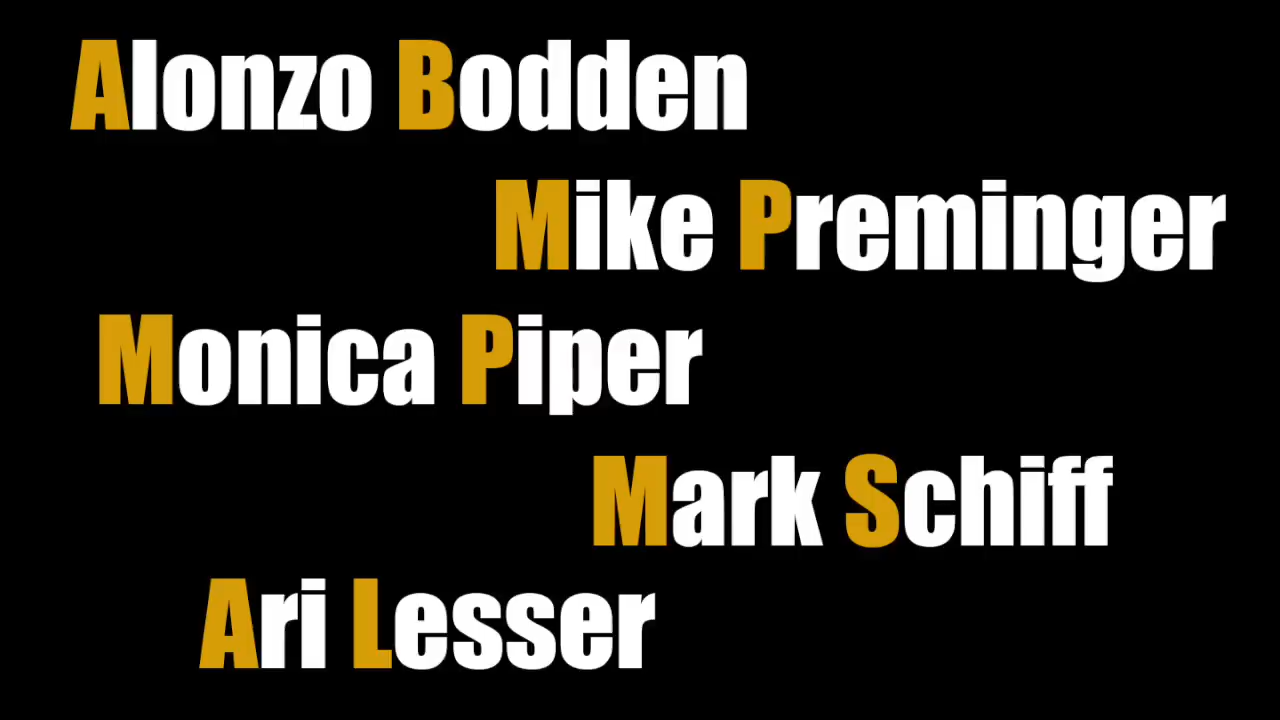 Alonzo Bodden
Mike Preminger
Monica Piper
Mark Schiff
Ari Lesser